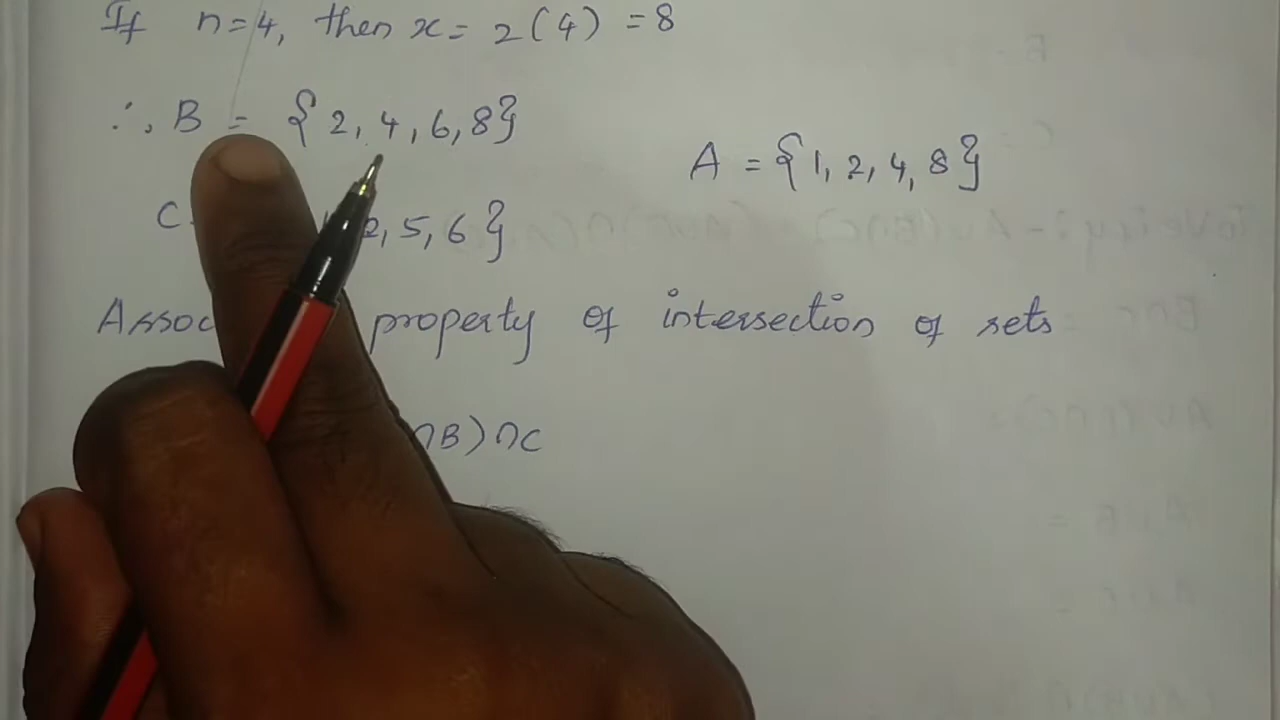 If n=4, then x= 2(4) =8
∴ B = {2, 4, 6, 8}
A = {1, 2, 4, 8}
C 2, 5, 6}
property of intersection of sets
∩B)∩C